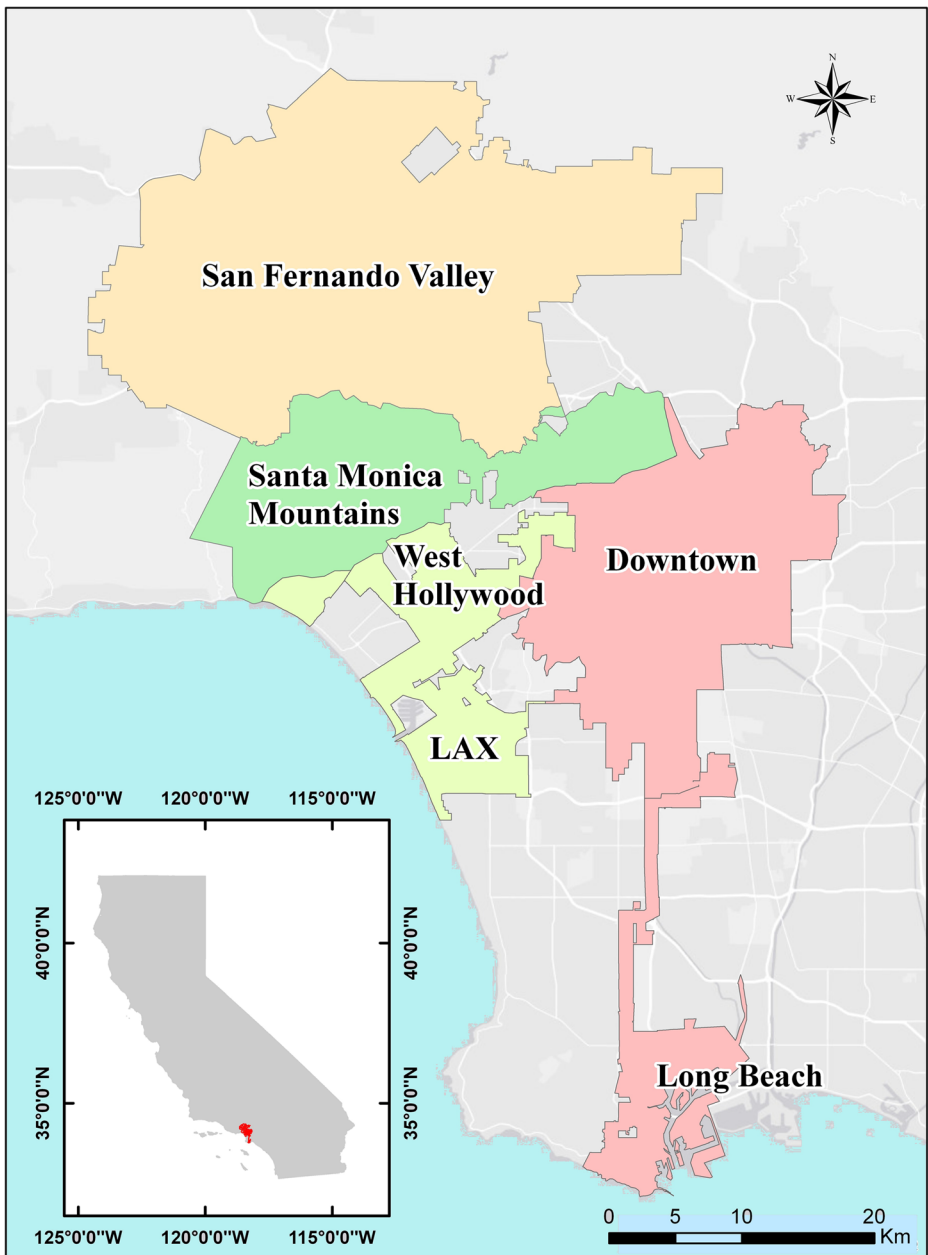 N
W E
S
San Fernando Valley
Santa Monica
Mountains
West
Hollywood
Downtown
LAX
125°0'0"W 120°0'0"W 115°0'0"W
40°0'0"N 40°0'0"N
35°0'0"N 35°0'0"N
125°0'0"W 120°0'0"W 115°0'0"W
Long Beach
0 5 10 20
Km